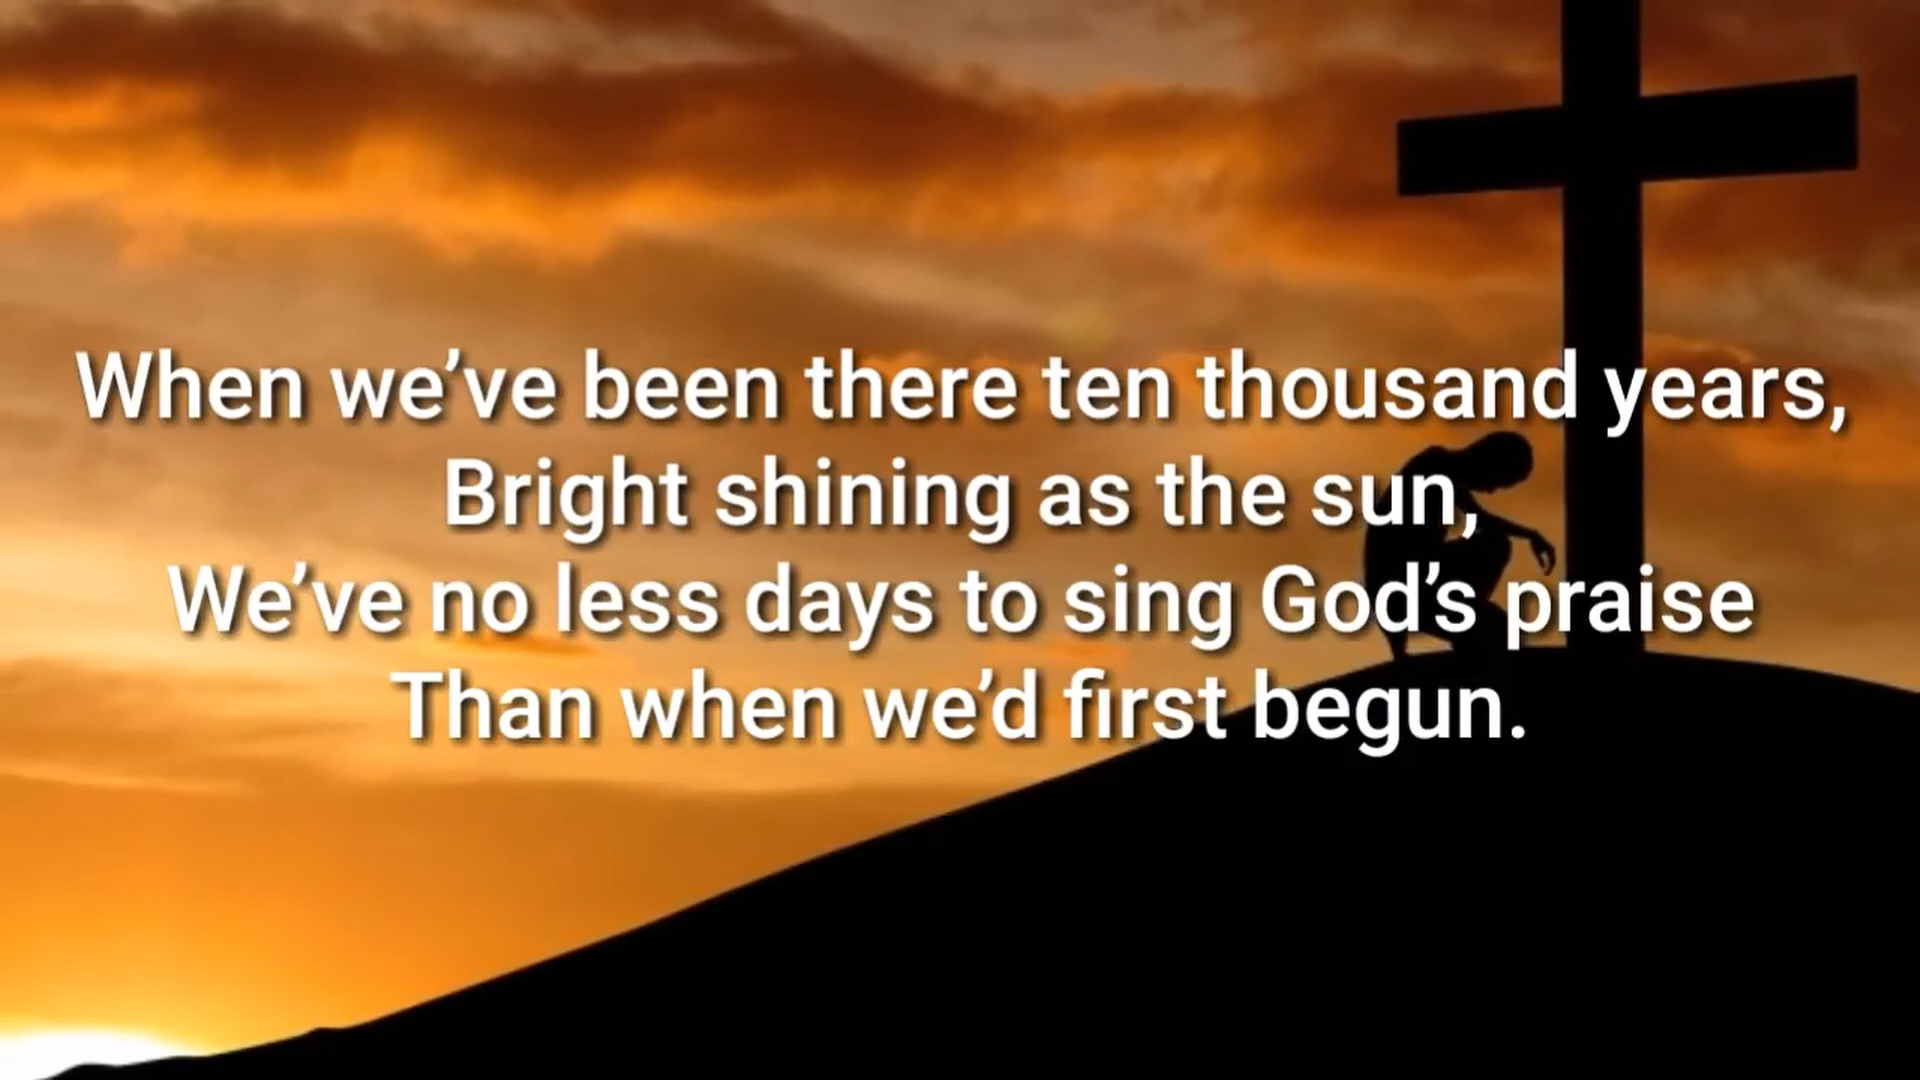 When we’ve been there ten thousand years,
Bright shining as the sun,
We’ve no less days to sing God’s praise
Than when we’d first begun.